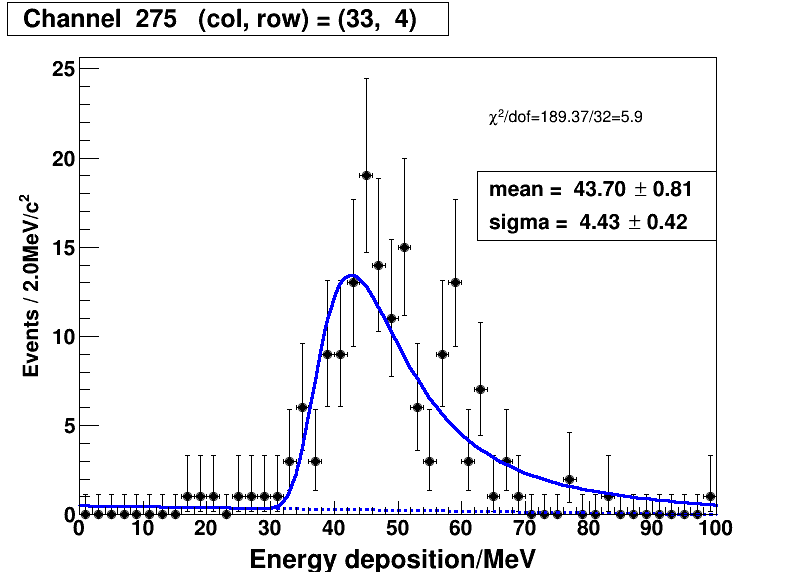 Channel 275 (col, row) = (33, 4)
25
20
15
10
5
0
Events / 2.0MeV/c²
χ²/dof=189.37/32=5.9
mean = 43.70 ± 0.81
sigma = 4.43 ± 0.42
0 10 20 30 40 50 60 70 80 90 100
Energy deposition/MeV